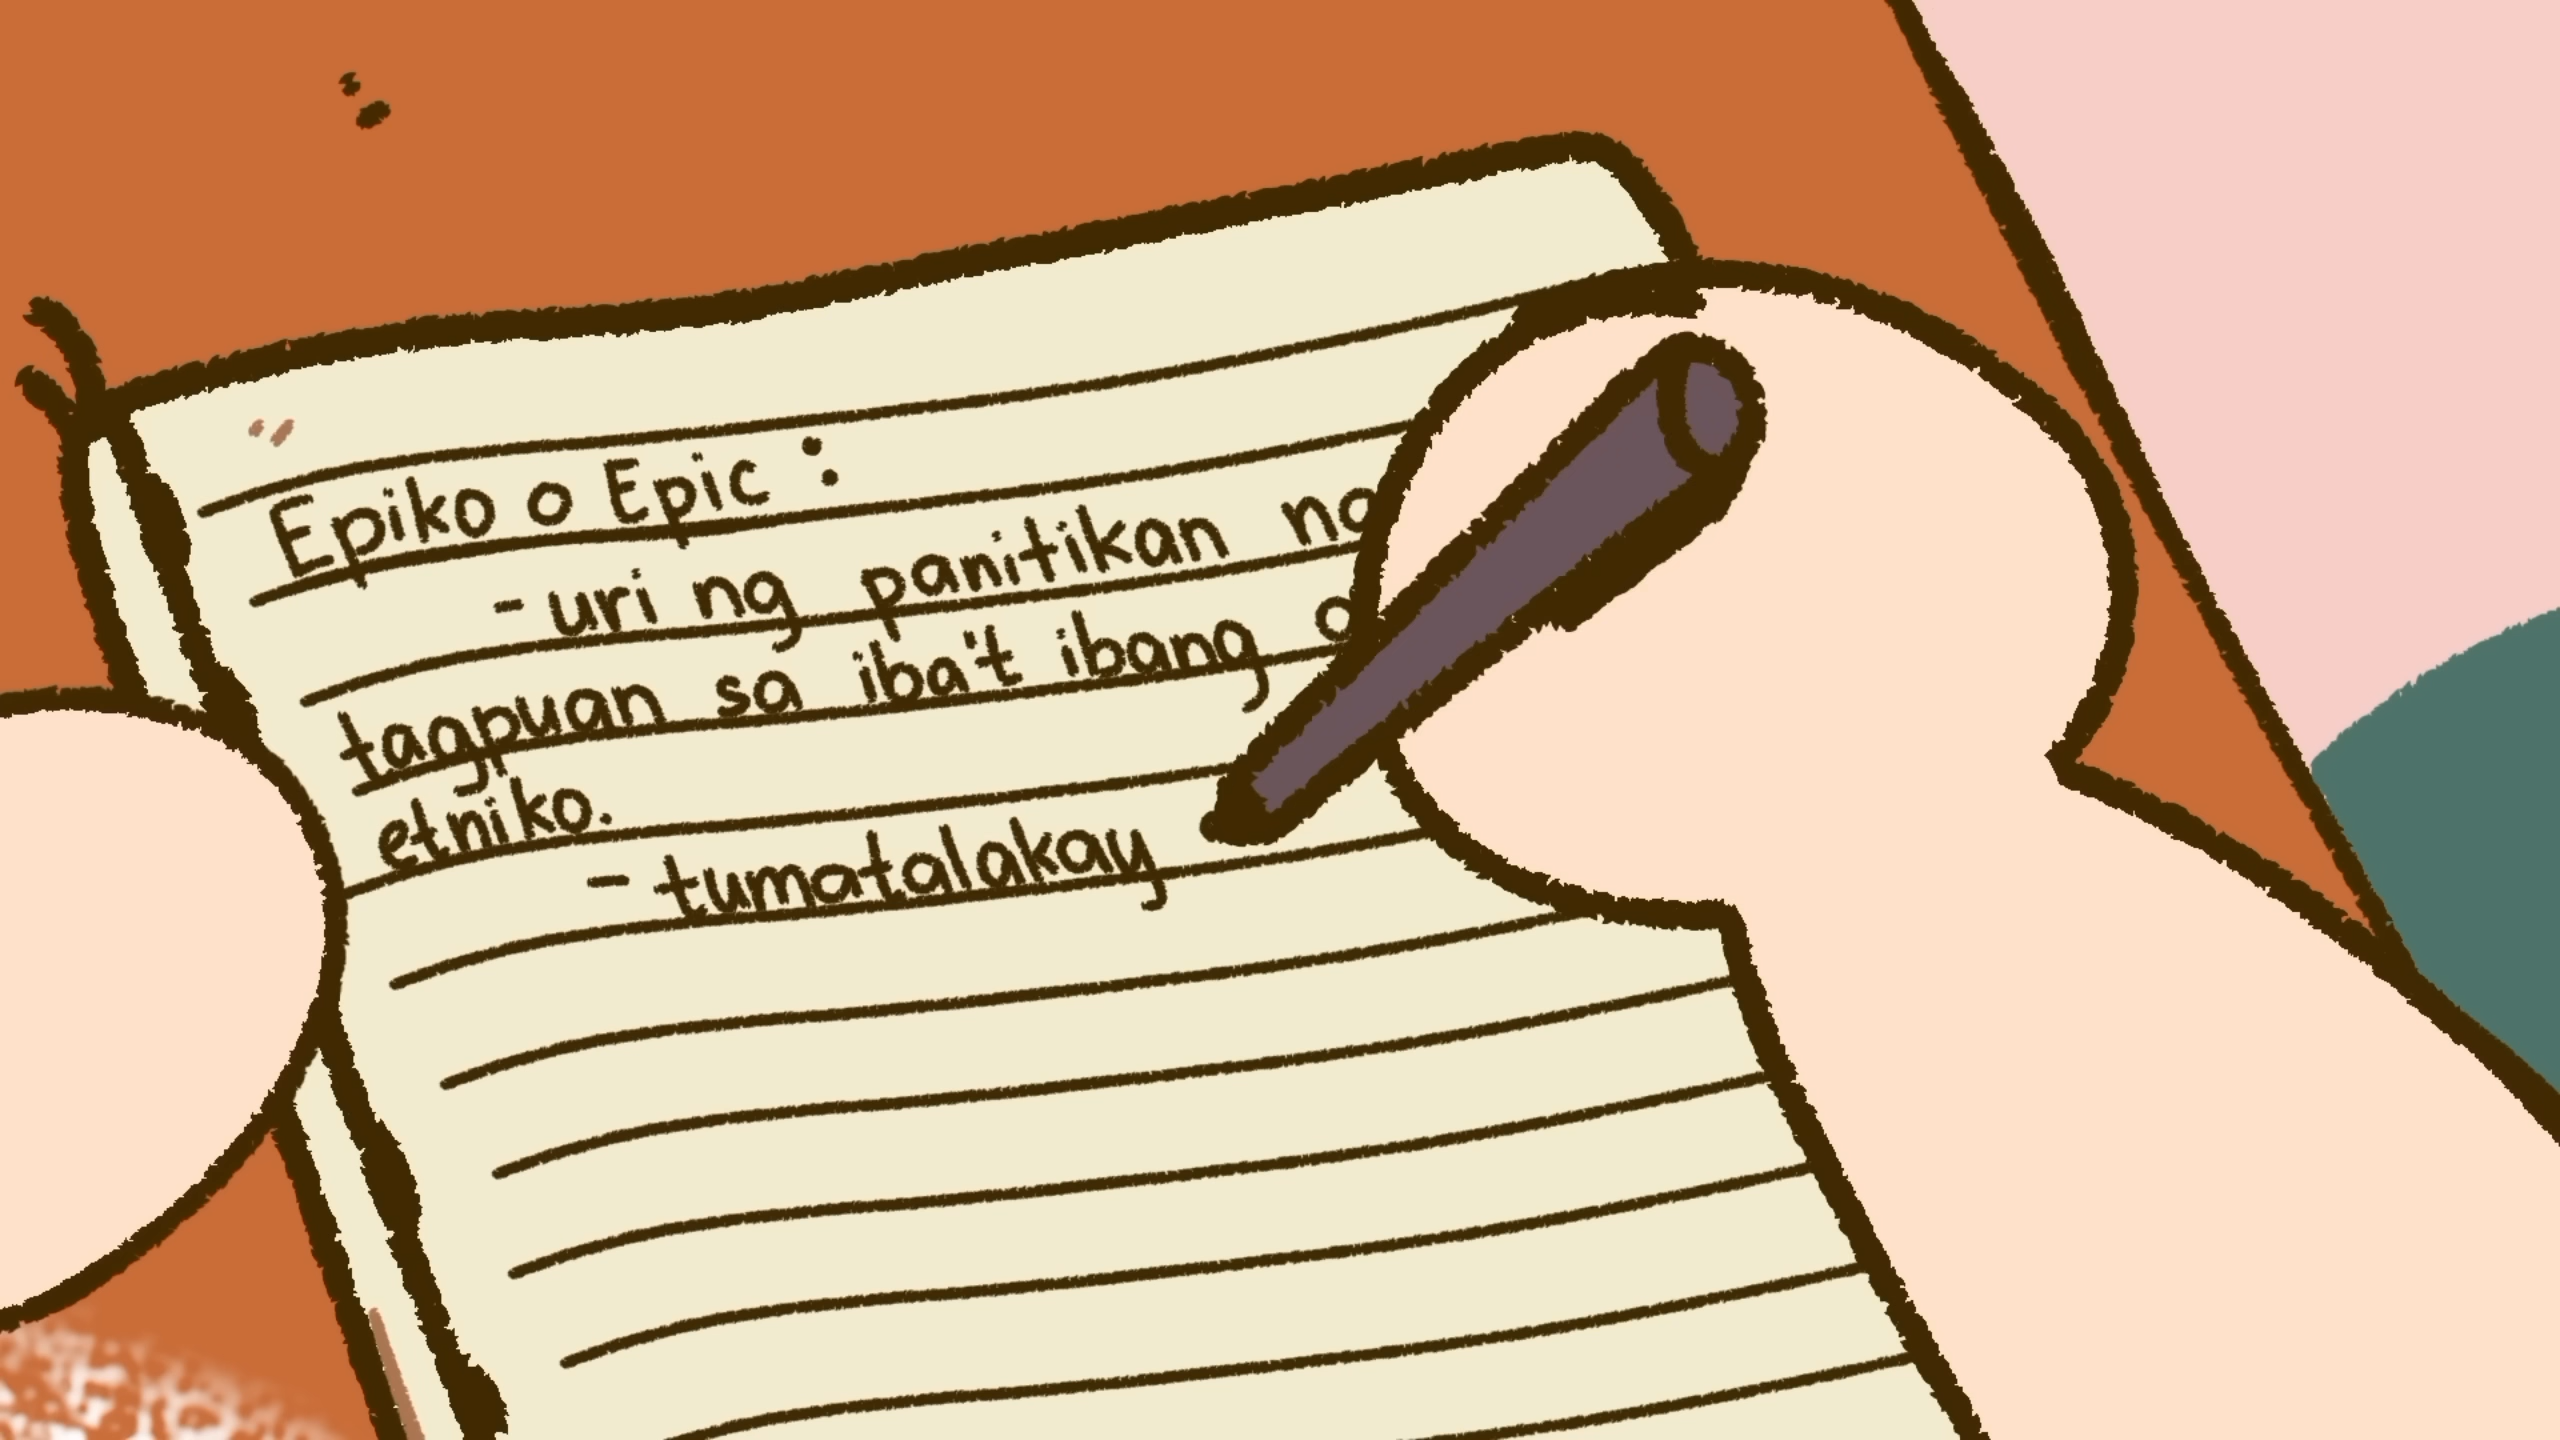 Epiko o Epic :
- uri ng panitikan
tagpuan sa iba't ibang
etniko.
- tumatalakay